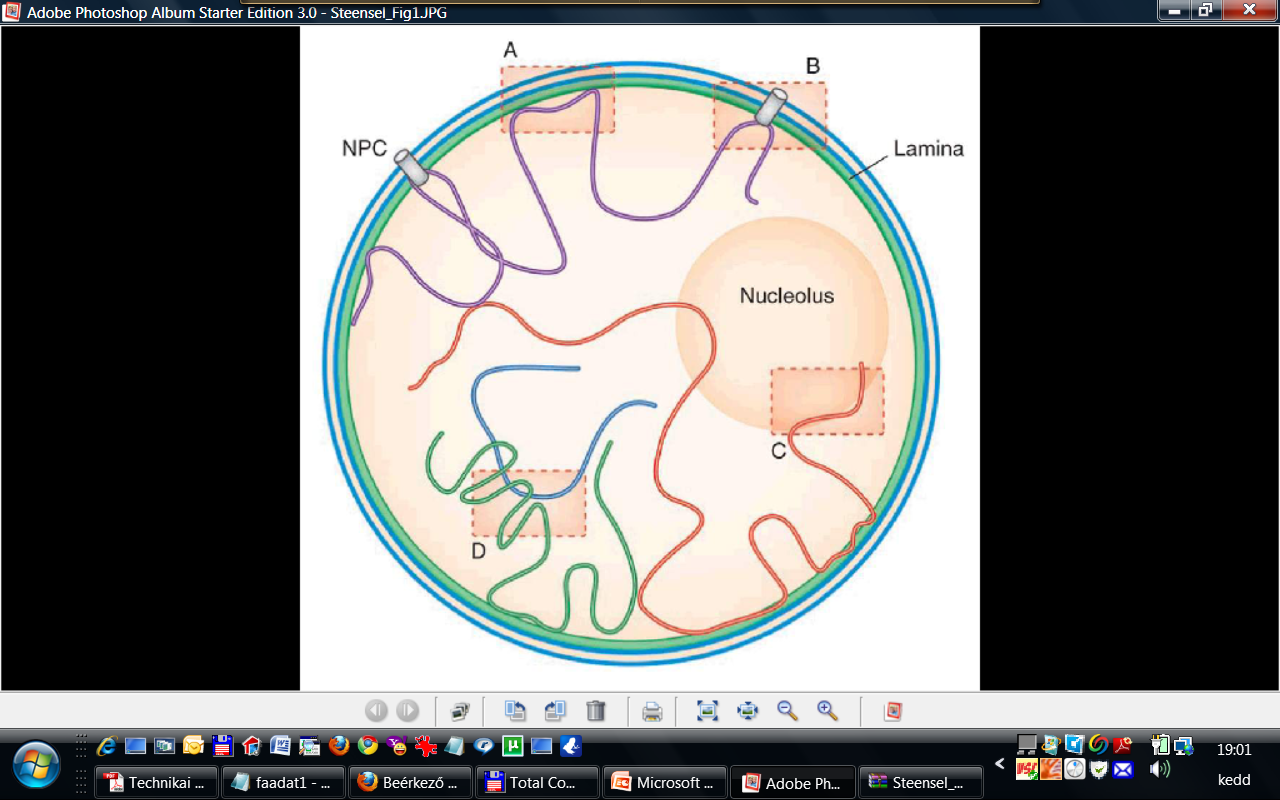 Adobe Photoshop Album Starter Edition 3.0 - Steensel_Fig1.JPG
A
B
NPC
Lamina
Nucleolus
C
D
Technikai ...
faadat1 - ...
Beérkező ...
Total Co...
Microsoft ...
Adobe Ph...
Steensel_...
19:01
kedd